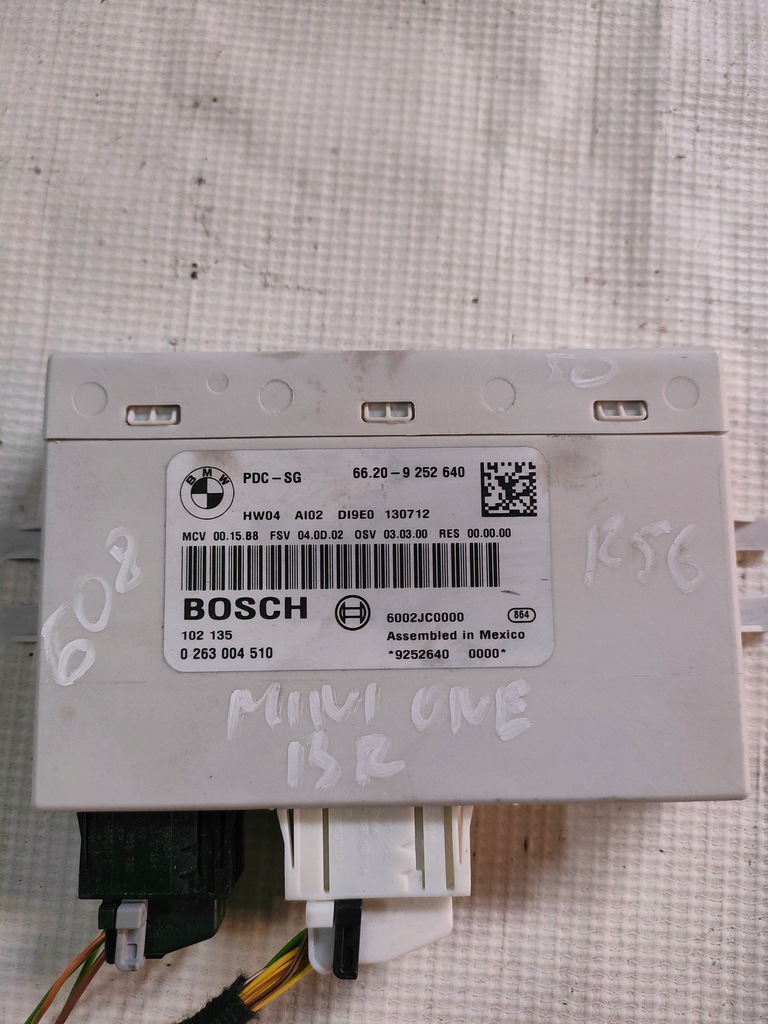 BMW
PDC-SG 66.20-9 252 640
HW04 AI02 DI9E0 130712
MCV 00.15.B8 FSV 04.0D.02 OSV 03.03.00 RES 00.00.00
BOSCH 6002JC0000 864
102 135 Assembled in Mexico
0 263 004 510 *9252640 0000*
608
R56
MINI ONE
13R